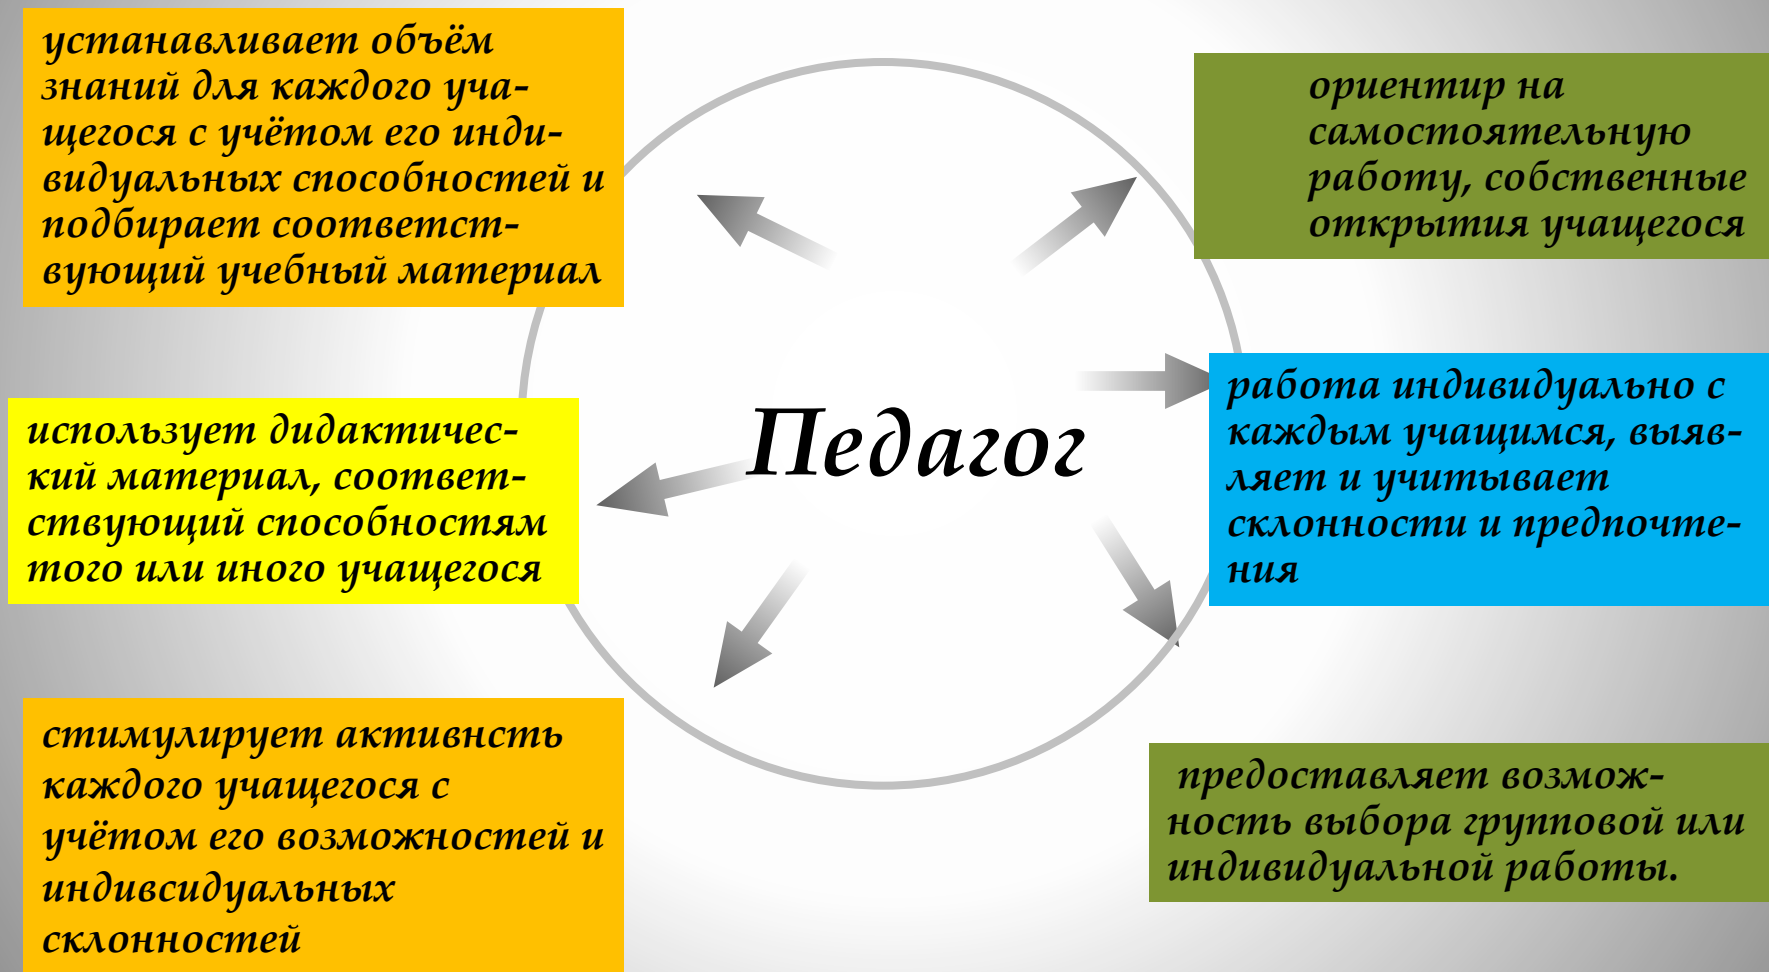 устанавливает объём
знаний для каждого уча-
щегося с учётом его инди-
видуальных способностей и
подбирает соответст-
вующий учебный материал
ориентир на
самостоятельную
работу, собственные
открытия учащегося
использует дидактичес-
кий материал, соответ-
ствующий способностям
того или иного учащегося
Педагог
работа индивидуально с
каждым учащимся, выяв-
ляет и учитывает
склонности и предпочте-
ния
стимулирует активнсть
каждого учащегося с
учётом его возможностей и
индивсидуальных
склонностей
предоставляет возмож-
ность выбора групповой или
индивидуальной работы.